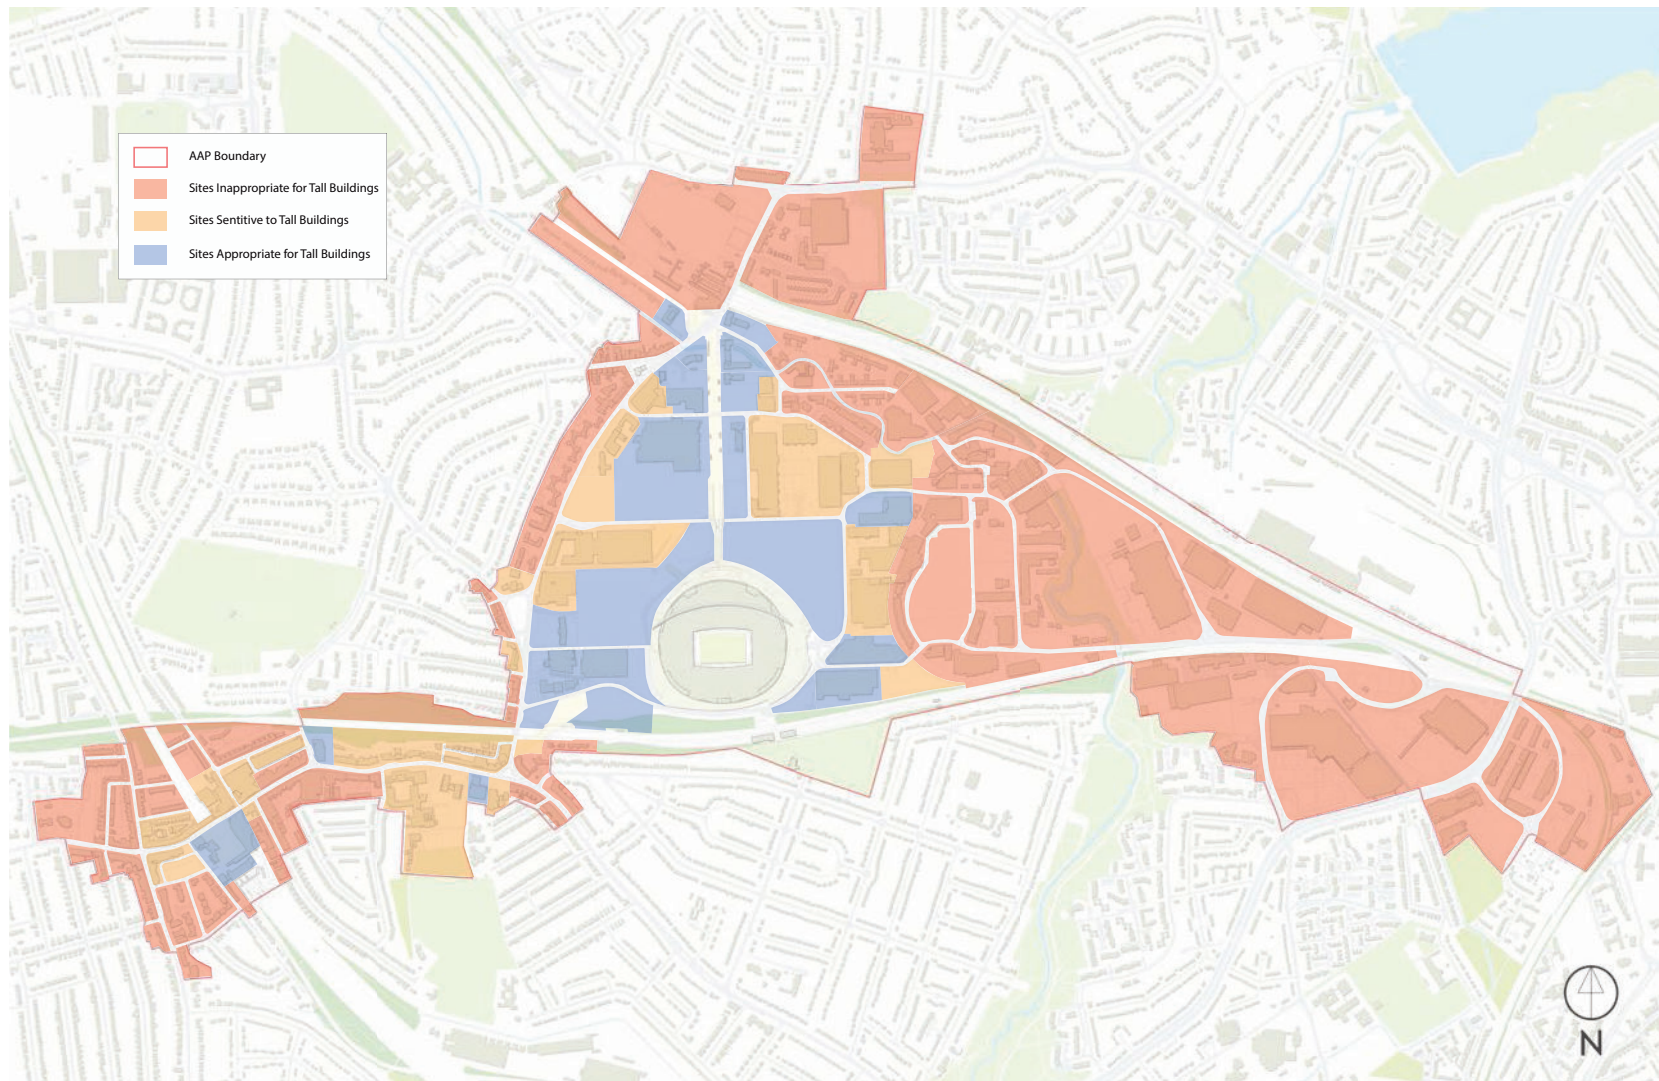 AAP Boundary
Sites Inappropriate for Tall Buildings
Sites Sentitive to Tall Buildings
Sites Appropriate for Tall Buildings
N